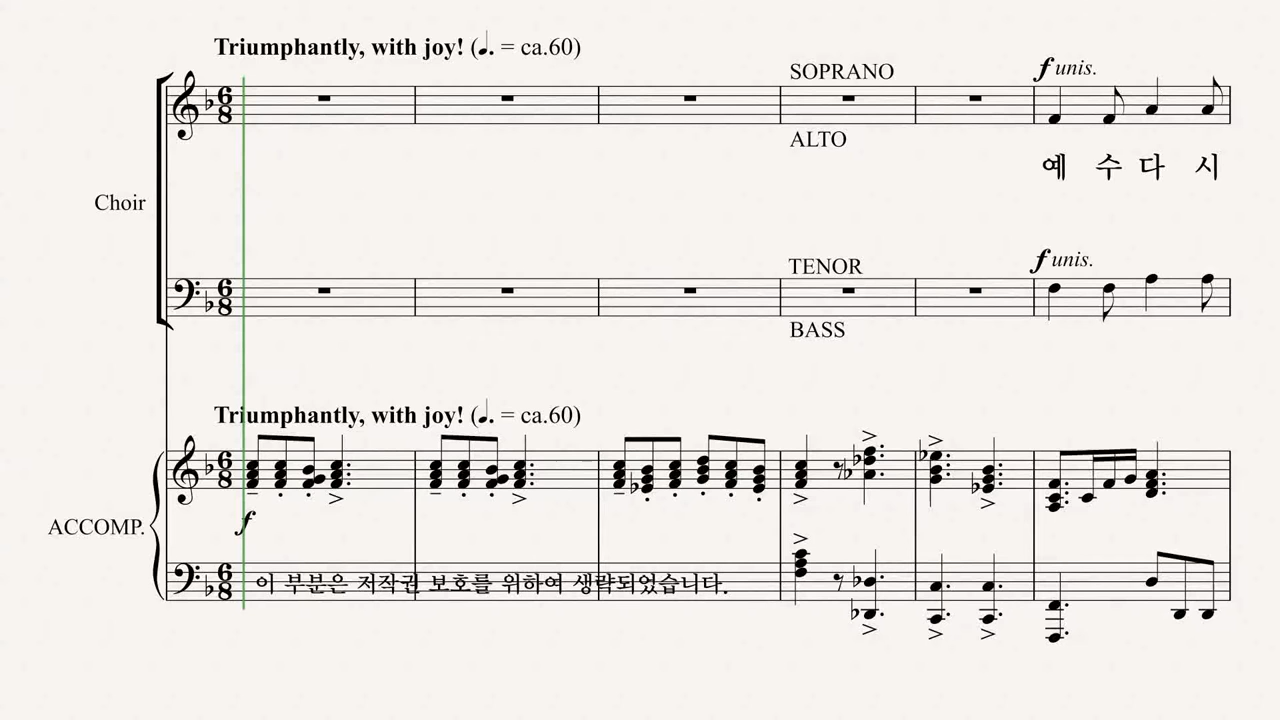 Triumphantly, with joy! (♩. = ca.60)
SOPRANO
f unis.
ALTO
예 수 다 시
Choir
TENOR
f unis.
BASS
Triumphantly, with joy! (♩. = ca.60)
f
ACCOMP.
이 부분은 저작권 보호를 위하여 생략되었습니다.